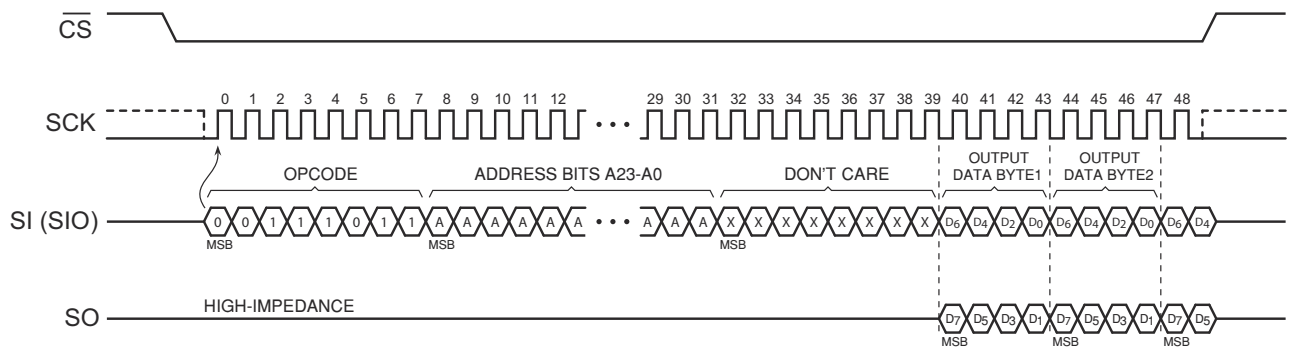 CS
0 1 2 3 4 5 6 7 8 9 10 11 12 29 30 31 32 33 34 35 36 37 38 39 40 41 42 43 44 45 46 47 48
SCK • • •
OPCODE ADDRESS BITS A23-A0 DON'T CARE OUTPUT DATA BYTE1 OUTPUT DATA BYTE2
SI (SIO) 0 0 1 1 1 0 1 1 A A A A A A • • • A A A X X X X X X X X D6 D4 D2 D0 D6 D4 D2 D0 D6 D4
MSB MSB MSB
HIGH-IMPEDANCE
SO D7 D5 D3 D1 D7 D5 D3 D1 D7 D5
MSB MSB MSB